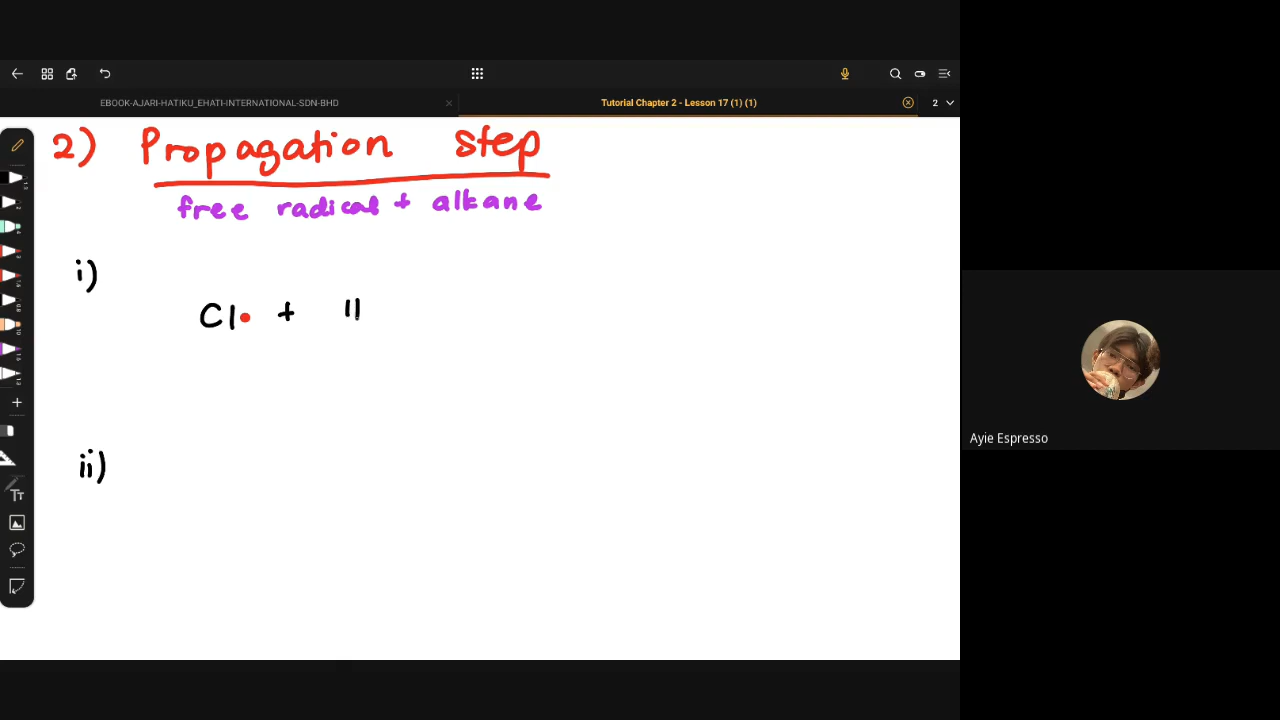 EBOOK-AJARI-HATIKU_EHATI-INTERNATIONAL-SDN-BHD
Tutorial Chapter 2 - Lesson 17 (1) (1)
2
2) Propagation step
free radical + alkane
i)
Cl• +
ii)
Tт
Ayie Espresso